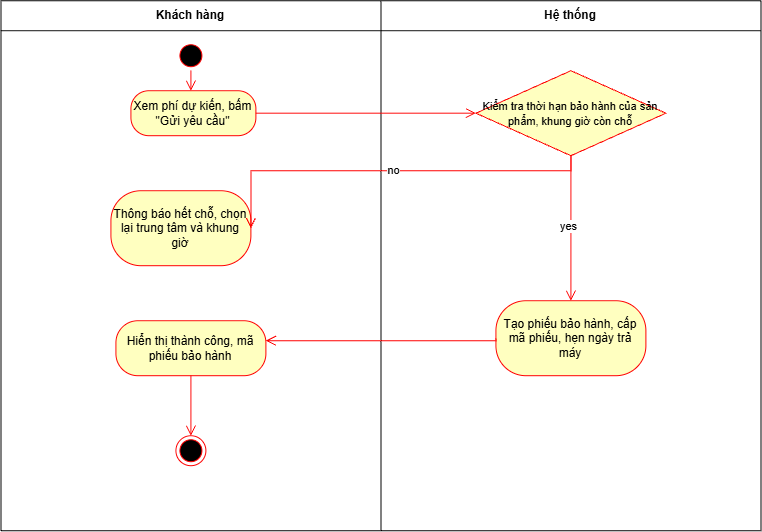 Khách hàng
Hệ thống
Xem phí dự kiến, bấm
"Gửi yêu cầu"
Kiểm tra thời hạn bảo hành của sản
phẩm, khung giờ còn chỗ
no
Thông báo hết chỗ, chọn
lại trung tâm và khung
giờ
yes
Tạo phiếu bảo hành, cấp
mã phiếu, hẹn ngày trả
máy
Hiển thị thành công, mã
phiếu bảo hành